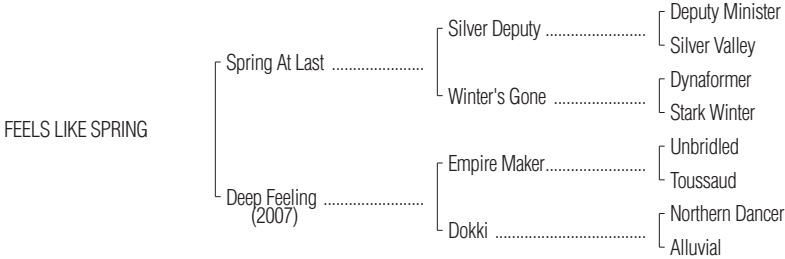 Deputy Minister
Silver Deputy ........................
Silver Valley
Spring At Last ......................
Dynaformer
Winter's Gone ......................
Stark Winter
FEELS LIKE SPRING
Unbridled
Empire Maker........................
Toussaud
Deep Feeling ........................
(2007)
Northern Dancer
Dokki ....................................
Alluvial